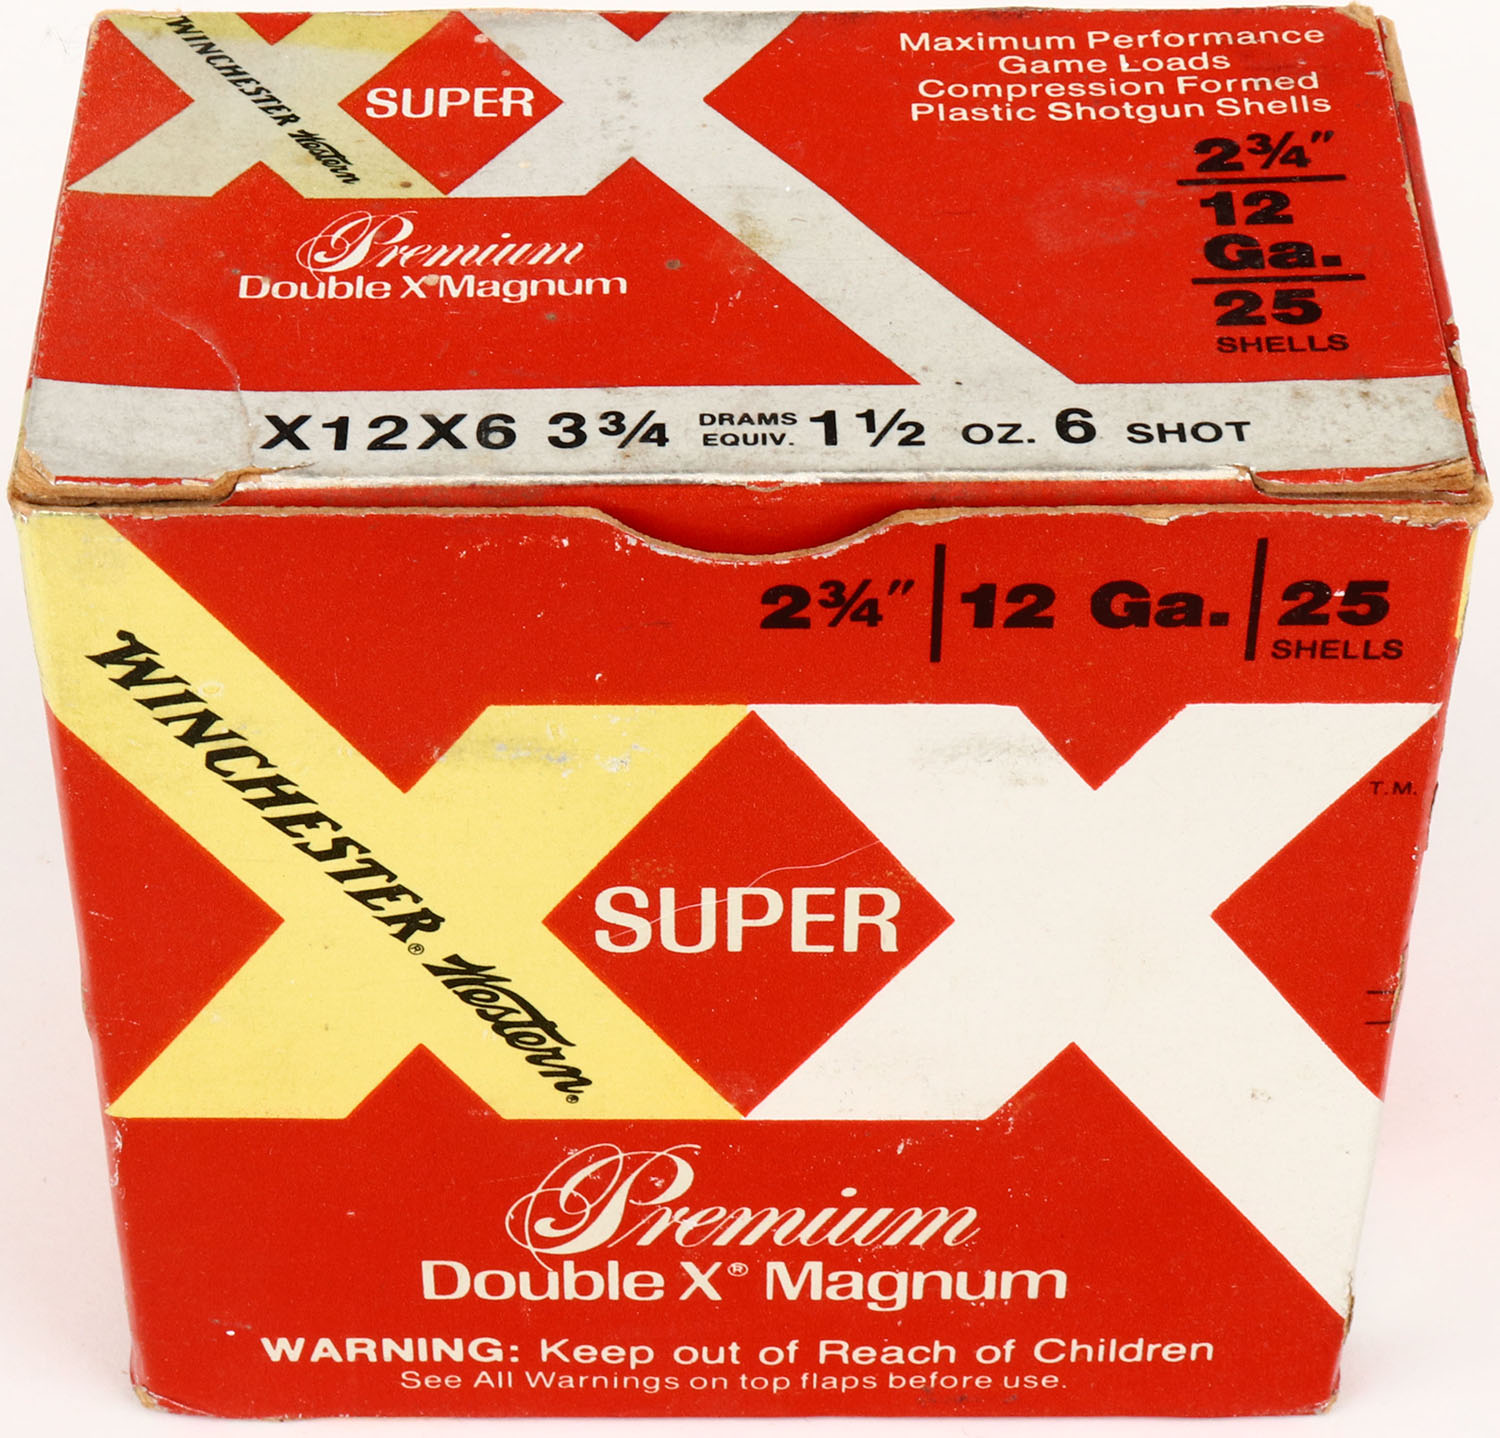 WINCHESTER Western
SUPER
Maximum Performance
Game Loads
Compression Formed
Plastic Shotgun Shells
2¾"
12
Ga.
25
SHELLS
Premium
Double X Magnum
X12X6 3¾ DRAMS EQUIV. 1½ OZ. 6 SHOT
2¾" 12 Ga. 25
SHELLS
WINCHESTER® Western®
T.M.
SUPER
Premium
Double X® Magnum
WARNING: Keep out of Reach of Children
See All Warnings on top flaps before use.